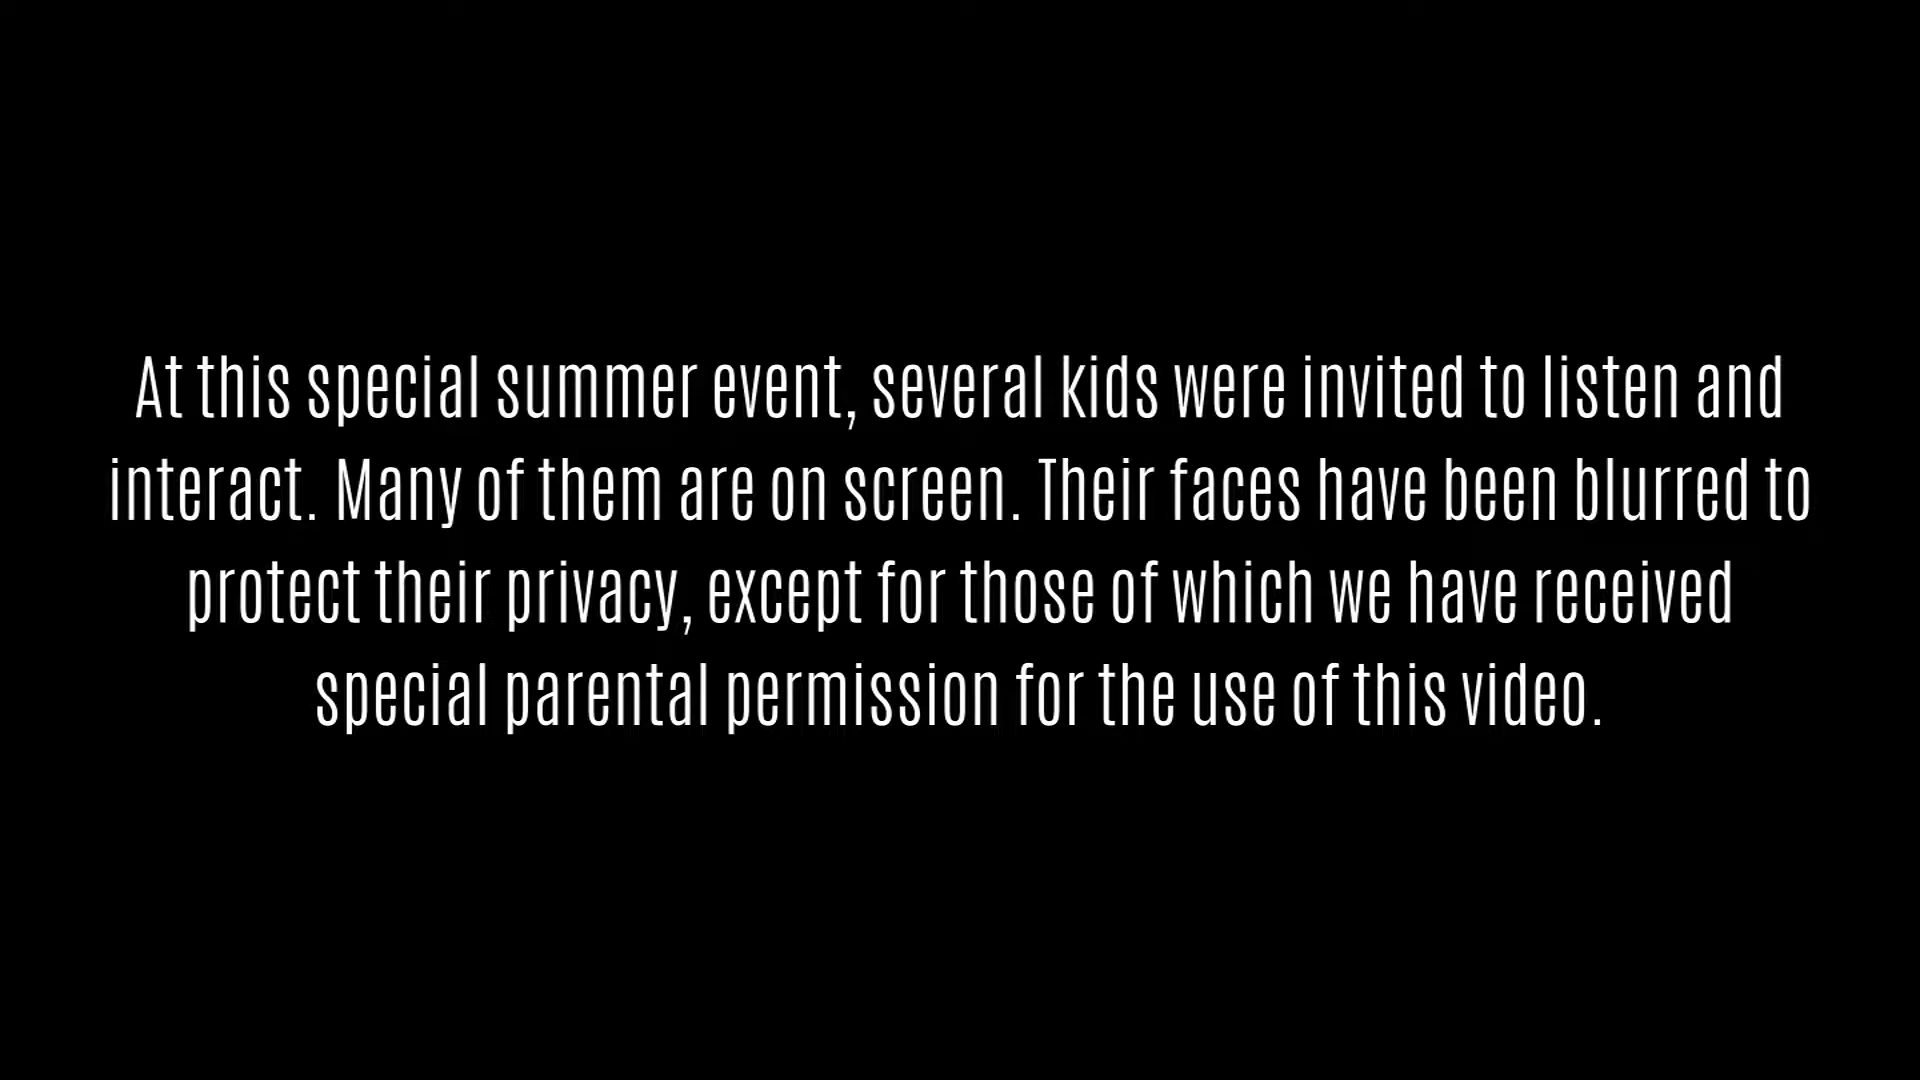 At this special summer event, several kids were invited to listen and
interact. Many of them are on screen. Their faces have been blurred to
protect their privacy, except for those of which we have received
special parental permission for the use of this video.